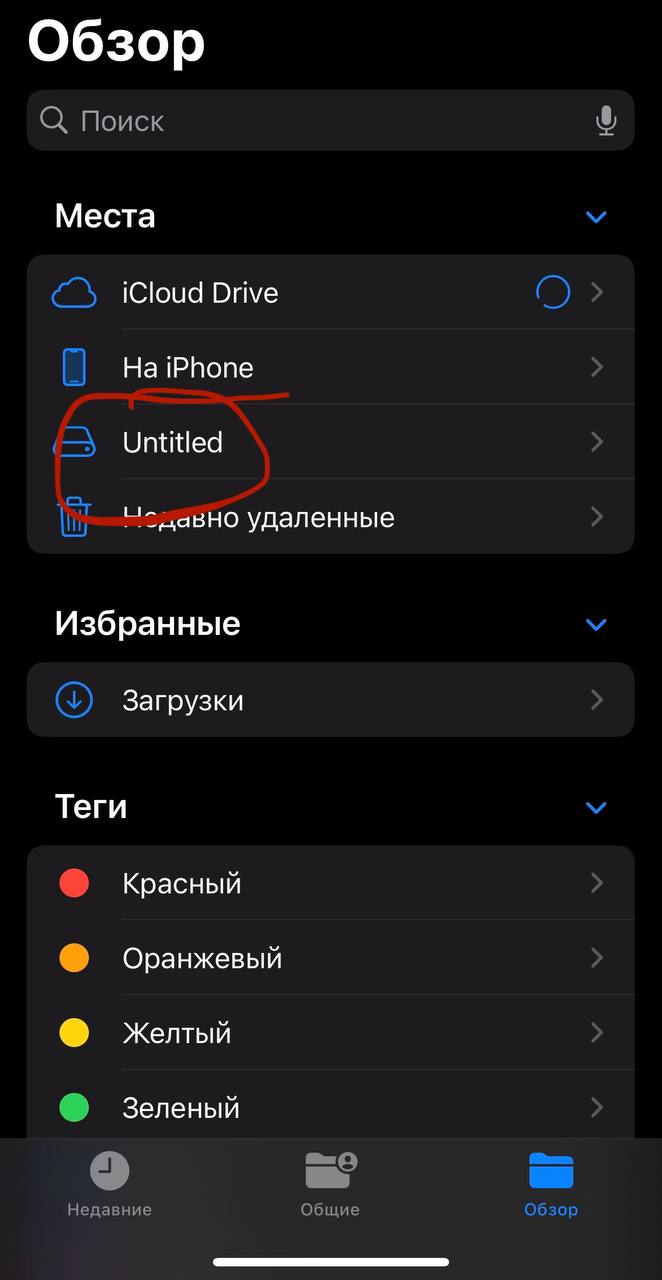 Обзор
Поиск
Места
iCloud Drive
На iPhone
Untitled
Недавно удаленные
Избранные
Загрузки
Теги
Красный
Оранжевый
Желтый
Зеленый
Недавние
Общие
Обзор